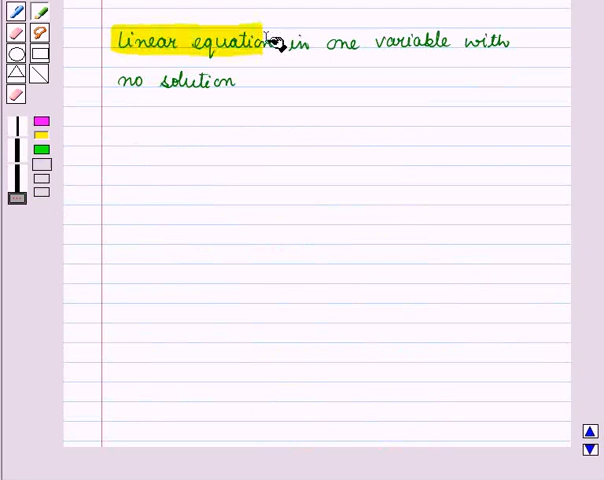 Linear equation in one variable with
no solution